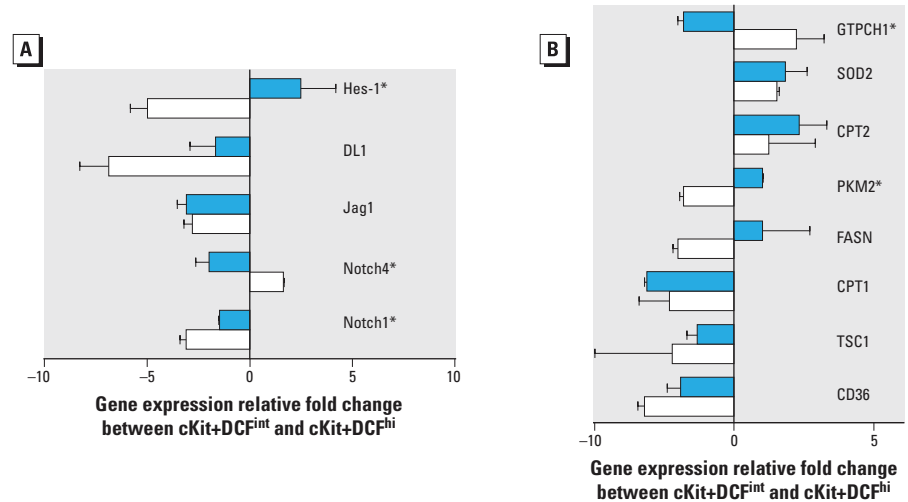 A
Hes-1*
DL1
Jag1
Notch4*
Notch1*
–10 –5 0 5 10
Gene expression relative fold change
between cKit+DCFint and cKit+DCFhi
B
GTPCH1*
SOD2
CPT2
PKM2*
FASN
CPT1
TSC1
CD36
–10 0 5
Gene expression relative fold change
between cKit+DCFint and cKit+DCFhi